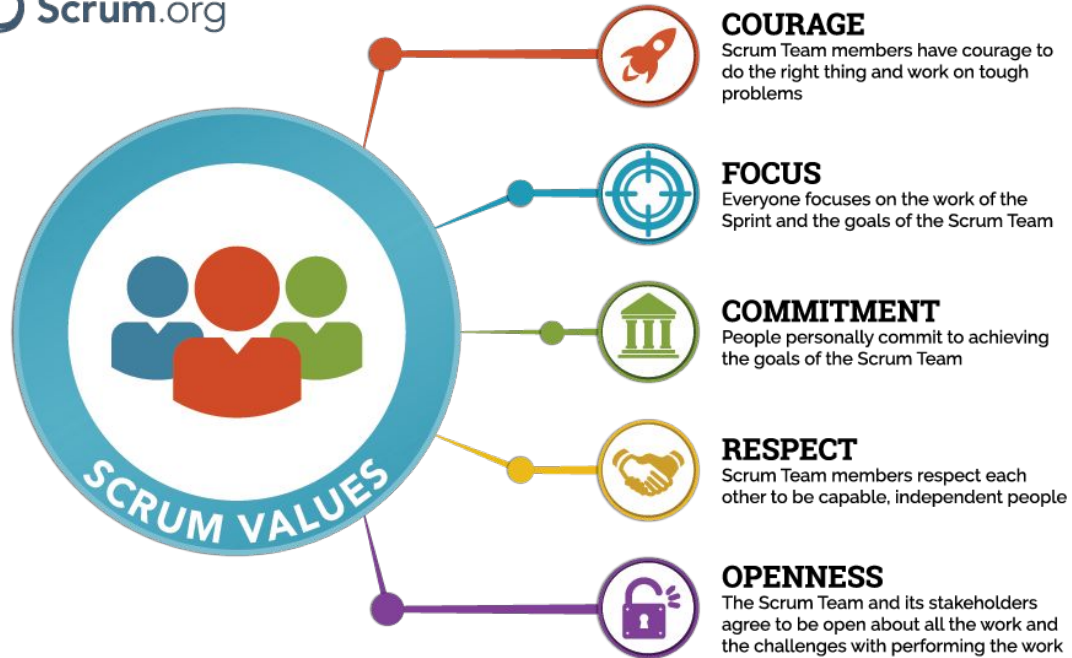 Scrum.org
COURAGE
Scrum Team members have courage to
do the right thing and work on tough
problems
FOCUS
Everyone focuses on the work of the
Sprint and the goals of the Scrum Team
COMMITMENT
People personally commit to achieving
the goals of the Scrum Team
RESPECT
Scrum Team members respect each
other to be capable, independent people
OPENNESS
The Scrum Team and its stakeholders
agree to be open about all the work and
the challenges with performing the work
SCRUM VALUES